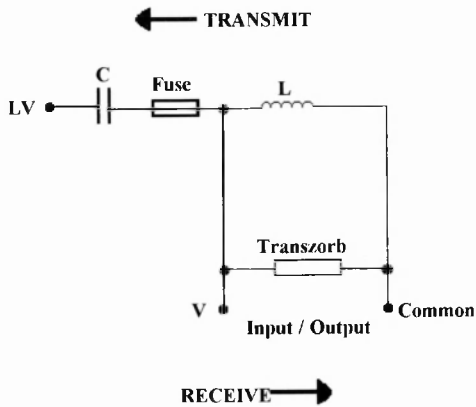 TRANSMIT
C
Fuse
L
LV
Transzorb
V
Input / Output
Common
RECEIVE